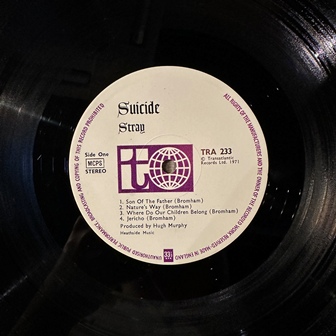 Suicide
Stray
Side One
MCPS
STEREO
it
TRA 233
℗ Transatlantic
Records Ltd. 1971
1. Son Of The Father (Bromham)
2. Nature's Way (Bromham)
3. Where Do Our Children Belong (Bromham)
4. Jericho (Bromham)
Produced by Hugh Murphy
Heathside Music
33⅓
ALL RIGHTS OF THE MANUFACTURER AND THE OWNER OF THE RECORDED WORK RESERVED · MADE IN ENGLAND
UNAUTHORISED PUBLIC PERFORMANCE, BROADCASTING AND COPYING OF THIS RECORD PROHIBITED